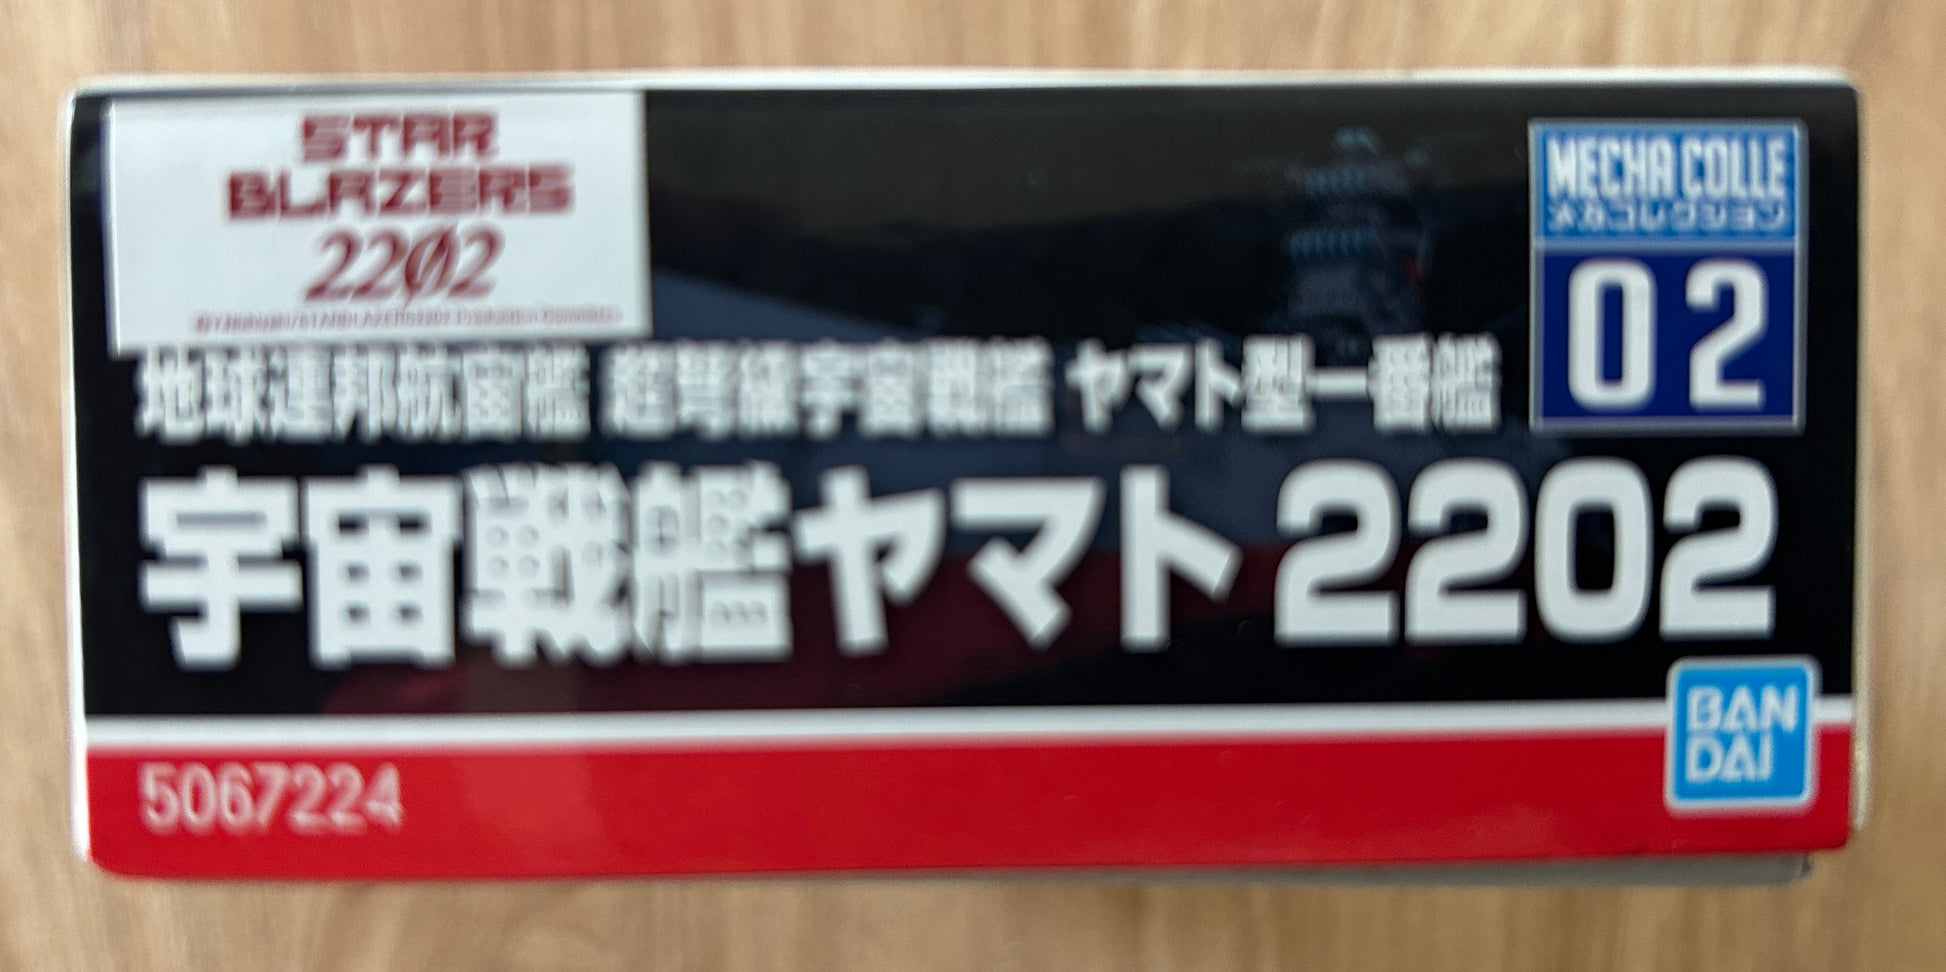 STAR
BLAZERS
2202
MECHA COLLE
メカコレクション
02
地球連邦航宙艦 超弩級宇宙戦艦 ヤマト型一番艦
宇宙戦艦ヤマト2202
BAN
DAI
5067224